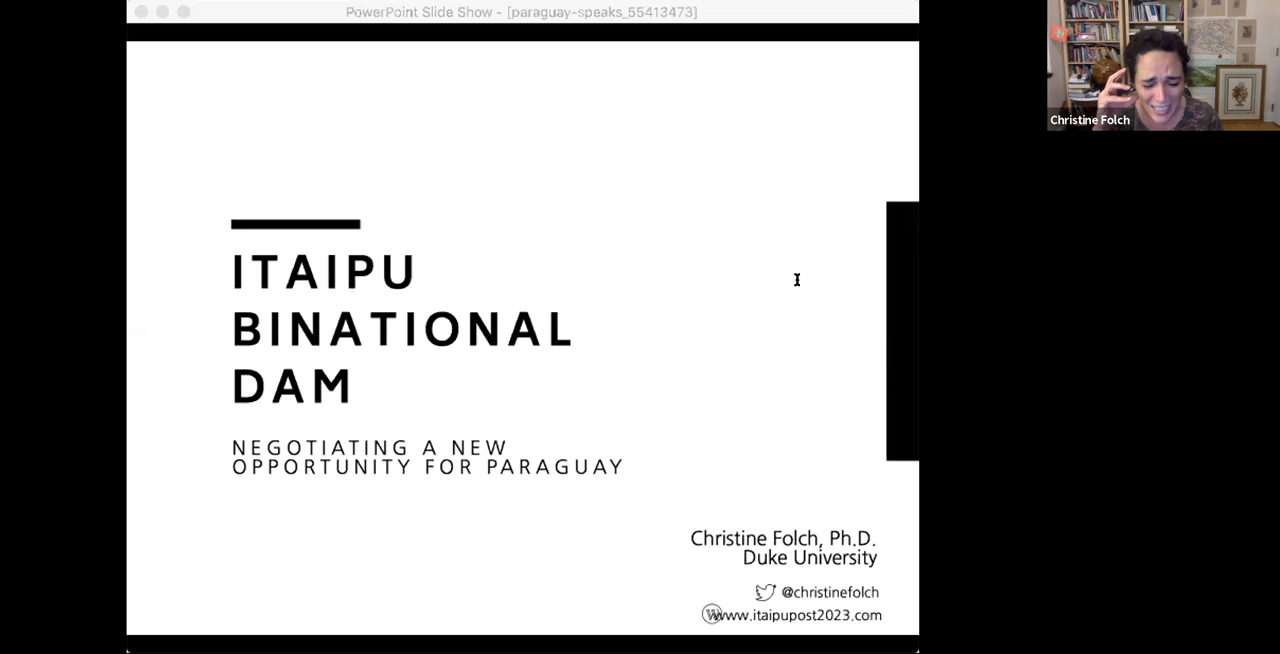 PowerPoint Slide Show - [paraguay-speaks_55413473]
Christine Folch
ITAIPU
BINATIONAL
DAM
NEGOTIATING A NEW
OPPORTUNITY FOR PARAGUAY
Christine Folch, Ph.D.
Duke University
@christinefolch
www.itaipupost2023.com